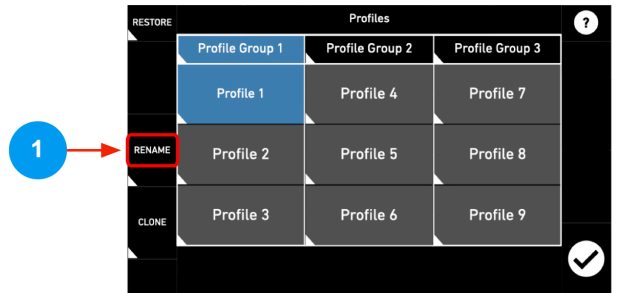 RESTORE
Profiles
?
Profile Group 1
Profile Group 2
Profile Group 3
Profile 1
Profile 4
Profile 7
1
RENAME
Profile 2
Profile 5
Profile 8
CLONE
Profile 3
Profile 6
Profile 9